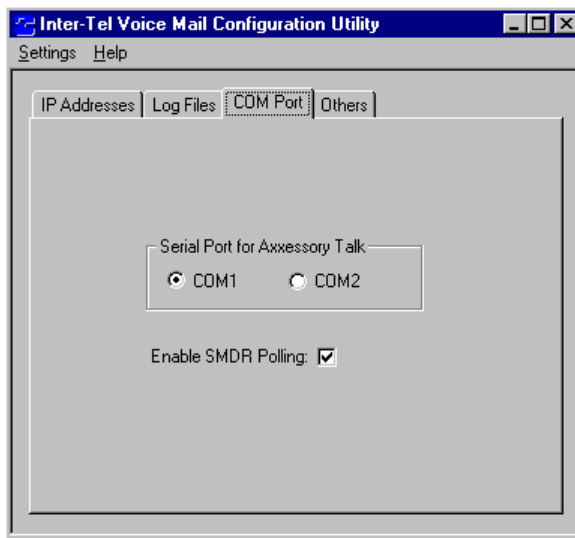 Inter-Tel Voice Mail Configuration Utility
Settings Help
IP Addresses Log Files COM Port Others
Serial Port for Axxessory Talk
COM1 COM2
Enable SMDR Polling: